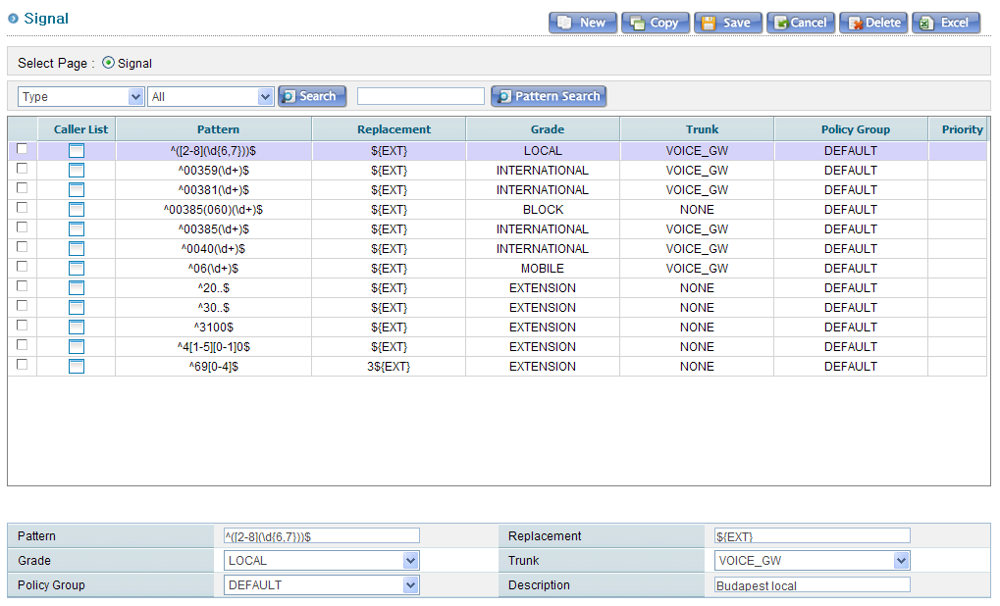 Signal New Copy Save Cancel Delete Excel
Select Page : Signal
Type All Search Pattern Search
Caller List Pattern Replacement Grade Trunk Policy Group Priority
^([2-8](\d{6,7}))$ ${EXT} LOCAL VOICE_GW DEFAULT
^00359(\d+)$ ${EXT} INTERNATIONAL VOICE_GW DEFAULT
^00381(\d+)$ ${EXT} INTERNATIONAL VOICE_GW DEFAULT
^00385(060)(\d+)$ ${EXT} BLOCK NONE DEFAULT
^00385(\d+)$ ${EXT} INTERNATIONAL VOICE_GW DEFAULT
^0040(\d+)$ ${EXT} INTERNATIONAL VOICE_GW DEFAULT
^06(\d+)$ ${EXT} MOBILE VOICE_GW DEFAULT
^20..$ ${EXT} EXTENSION NONE DEFAULT
^30..$ ${EXT} EXTENSION NONE DEFAULT
^3100$ ${EXT} EXTENSION NONE DEFAULT
^4[1-5][0-1]0$ ${EXT} EXTENSION NONE DEFAULT
^69[0-4]$ 3${EXT} EXTENSION NONE DEFAULT
Pattern ^([2-8](\d{6,7}))$ Replacement ${EXT}
Grade LOCAL Trunk VOICE_GW
Policy Group DEFAULT Description Budapest local